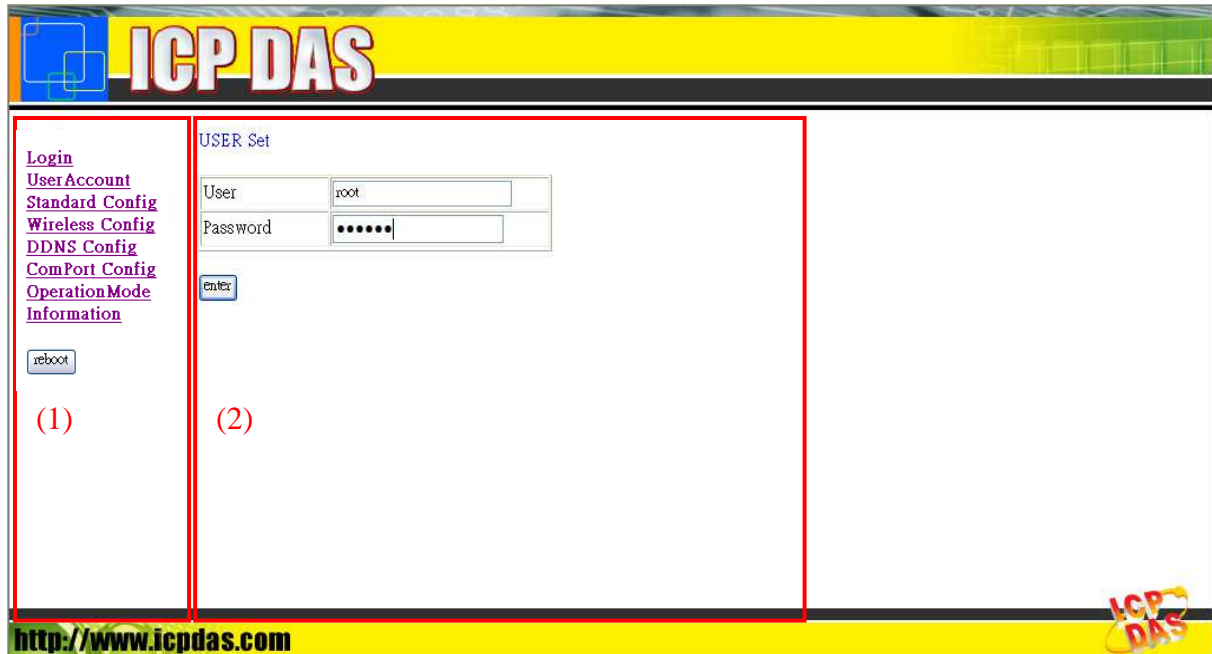 ICP DAS
Login
UserAccount
Standard Config
Wireless Config
DDNS Config
ComPort Config
OperationMode
Information
reboot
(1)
USER Set
User root
Password ●●●●●●
enter
(2)
http://www.icpdas.com
ICP
DAS